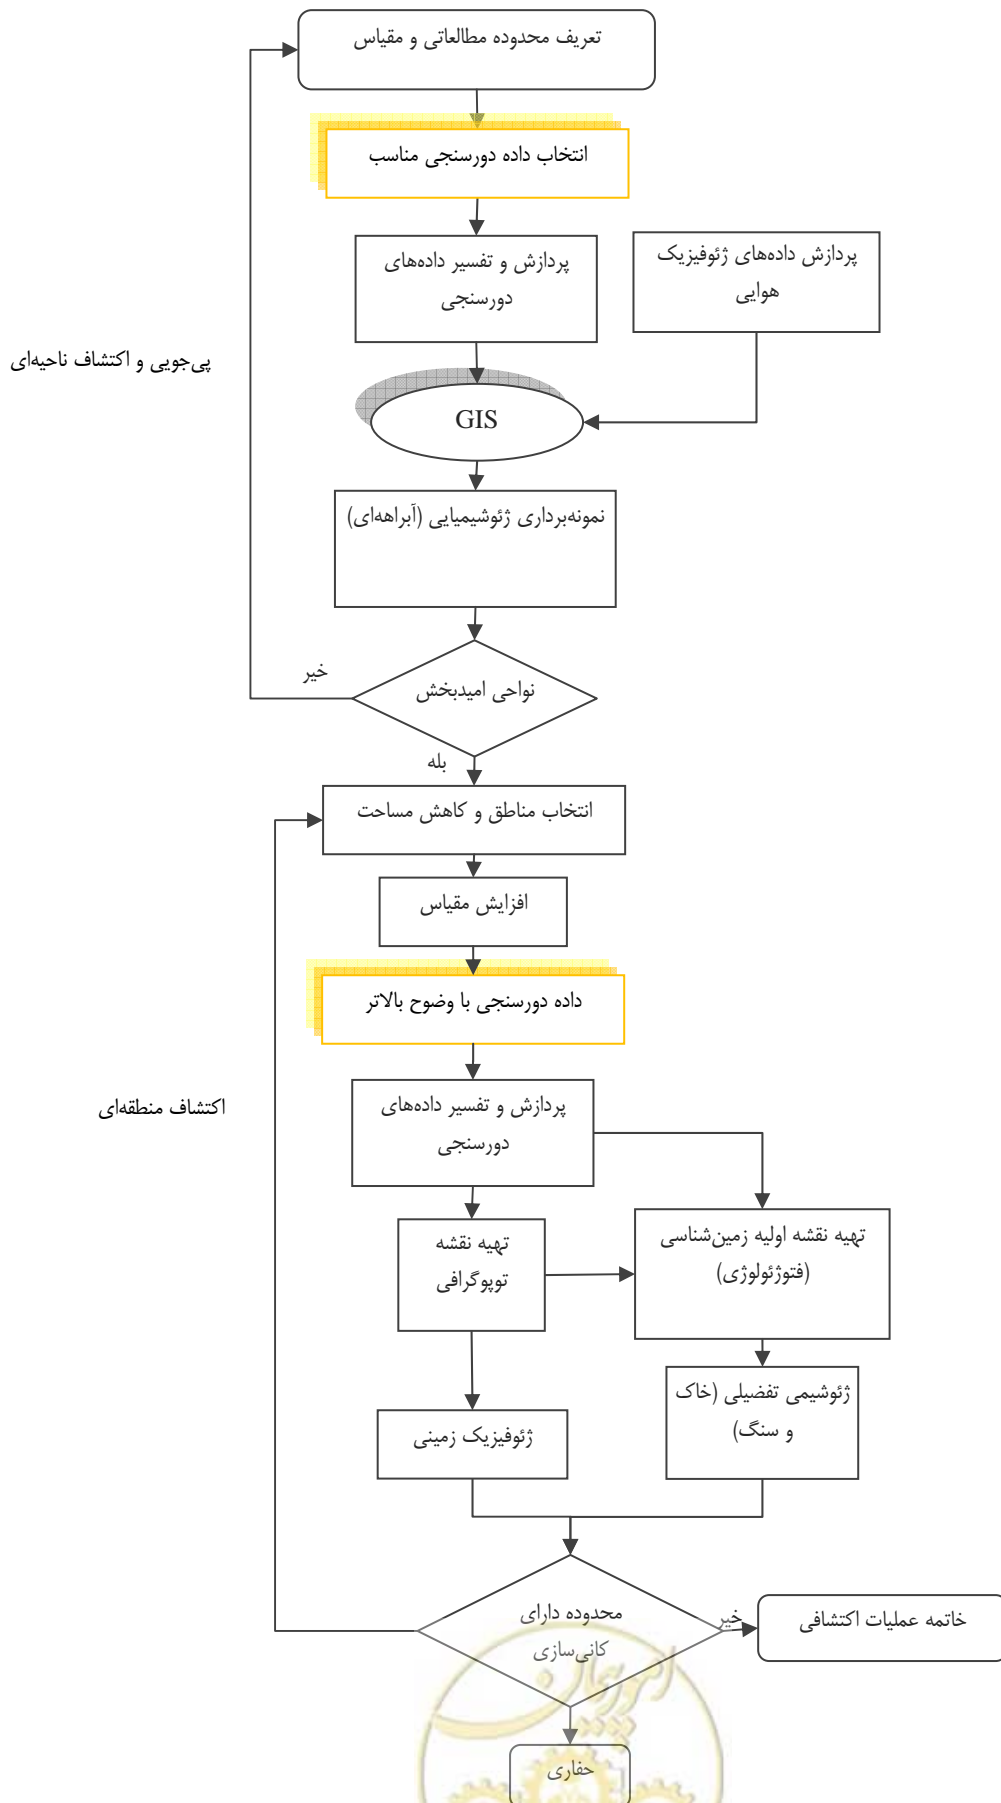 تعریف محدوده مطالعاتی و مقیاس
انتخاب داده دورسنجی مناسب
پردازش و تفسیر داده‌های
دورسنجی
پردازش داده‌های ژئوفیزیک
هوایی
پی‌جویی و اکتشاف ناحیه‌ای
GIS
نمونه‌برداری ژئوشیمیایی (آبراهه‌ای)
خیر
نواحی امیدبخش
بله
انتخاب مناطق و کاهش مساحت
افزایش مقیاس
داده دورسنجی با وضوح بالاتر
پردازش و تفسیر داده‌های
دورسنجی
اکتشاف منطقه‌ای
تهیه نقشه
توپوگرافی
تهیه نقشه اولیه زمین‌شناسی
(فتوژئولوژی)
ژئوشیمی تفضیلی (خاک
و سنگ)
ژئوفیزیک زمینی
محدوده دارای
کانی‌سازی
خیر
خاتمه عملیات اکتشافی
حفاری